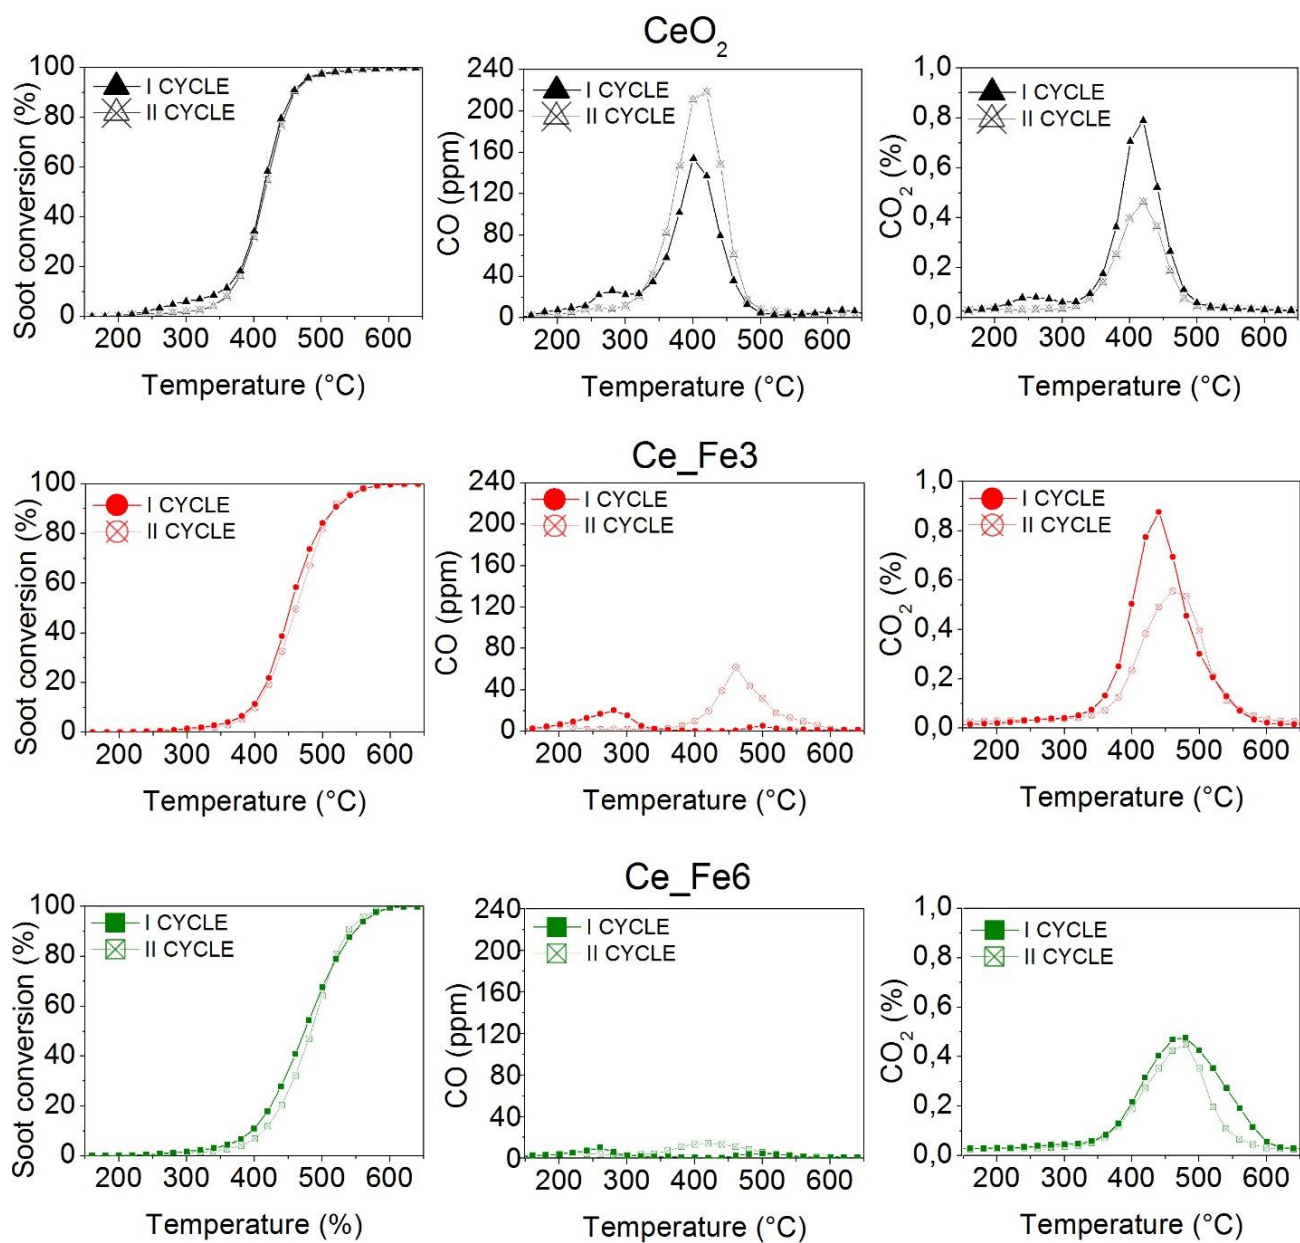 CeO2
100
80
60
40
20
0
Soot conversion (%)
I CYCLE
II CYCLE
200 300 400 500 600
Temperature (°C)
240
200
160
120
80
40
0
CO (ppm)
I CYCLE
II CYCLE
200 300 400 500 600
Temperature (°C)
1,0
0,8
0,6
0,4
0,2
0,0
CO2 (%)
I CYCLE
II CYCLE
200 300 400 500 600
Temperature (°C)
Ce_Fe3
100
80
60
40
20
0
Soot conversion (%)
I CYCLE
II CYCLE
200 300 400 500 600
Temperature (°C)
240
200
160
120
80
40
0
CO (ppm)
I CYCLE
II CYCLE
200 300 400 500 600
Temperature (°C)
1,0
0,8
0,6
0,4
0,2
0,0
CO2 (%)
I CYCLE
II CYCLE
200 300 400 500 600
Temperature (°C)
Ce_Fe6
100
80
60
40
20
0
Soot conversion (%)
I CYCLE
II CYCLE
200 300 400 500 600
Temperature (%)
240
200
160
120
80
40
0
CO (ppm)
I CYCLE
II CYCLE
200 300 400 500 600
Temperature (°C)
1,0
0,8
0,6
0,4
0,2
0,0
CO2 (%)
I CYCLE
II CYCLE
200 300 400 500 600
Temperature (°C)